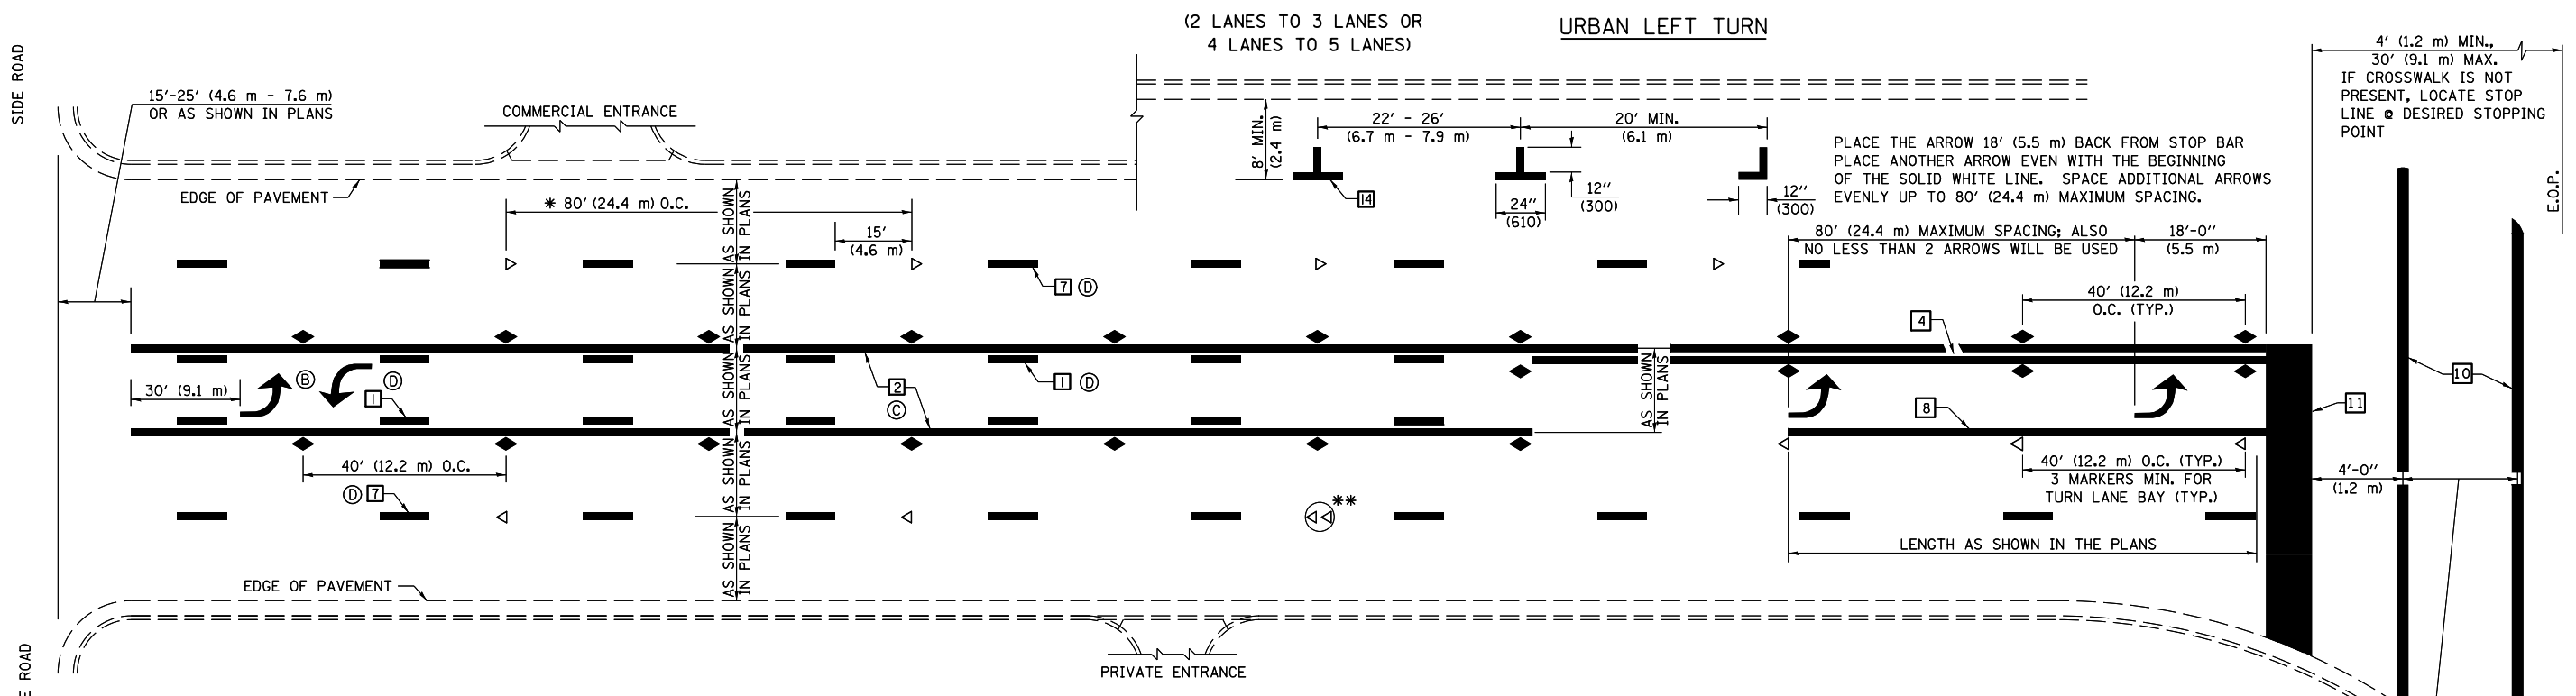 (2 LANES TO 3 LANES OR
4 LANES TO 5 LANES)
URBAN LEFT TURN
SIDE ROAD
15'-25' (4.6 m - 7.6 m)
OR AS SHOWN IN PLANS
COMMERCIAL ENTRANCE
EDGE OF PAVEMENT
* 80' (24.4 m) O.C.
15'
(4.6 m)
AS SHOWN
IN PLANS
AS SHOWN
IN PLANS
AS SHOWN
IN PLANS
AS SHOWN
IN PLANS
AS SHOWN
IN PLANS
8' MIN.
(2.4 m)
22' - 26'
(6.7 m - 7.9 m)
20' MIN.
(6.1 m)
14
24"
(610)
12"
(300)
12"
(300)
PLACE THE ARROW 18' (5.5 m) BACK FROM STOP BAR
PLACE ANOTHER ARROW EVEN WITH THE BEGINNING
OF THE SOLID WHITE LINE. SPACE ADDITIONAL ARROWS
EVENLY UP TO 80' (24.4 m) MAXIMUM SPACING.
80' (24.4 m) MAXIMUM SPACING; ALSO
NO LESS THAN 2 ARROWS WILL BE USED
18'-0"
(5.5 m)
4' (1.2 m) MIN.,
30' (9.1 m) MAX.
IF CROSSWALK IS NOT
PRESENT, LOCATE STOP
LINE @ DESIRED STOPPING
POINT
E.O.P.
7 D
40' (12.2 m)
O.C. (TYP.)
4
30' (9.1 m)
B
D
1
2
C
1 D
AS SHOWN
IN PLANS
8
11
10
40' (12.2 m) O.C.
D 7
**
40' (12.2 m) O.C. (TYP.)
3 MARKERS MIN. FOR
TURN LANE BAY (TYP.)
4'-0"
(1.2 m)
LENGTH AS SHOWN IN THE PLANS
EDGE OF PAVEMENT
PRIVATE ENTRANCE
E ROAD